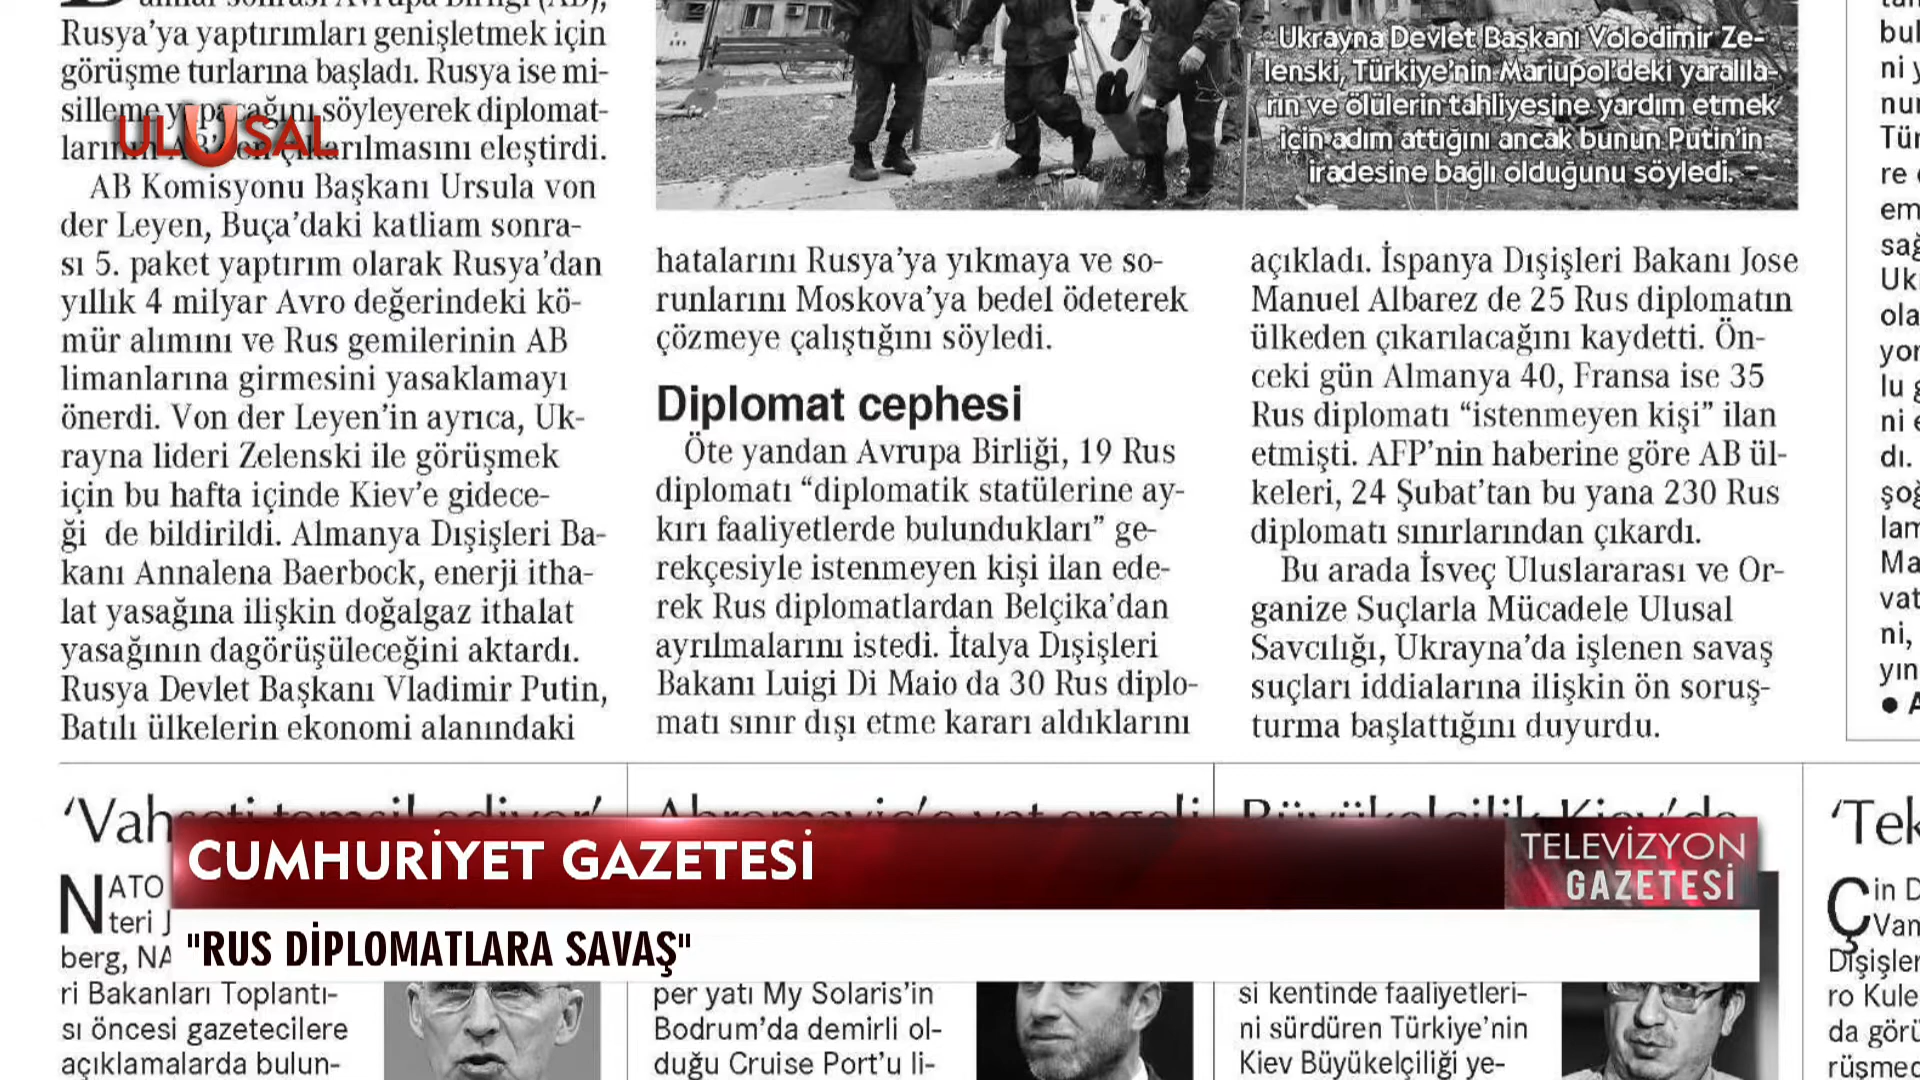 Rusya'ya yaptırımları genişletmek için
görüşme turlarına başladı. Rusya ise mi-
silleme yapacağını söyleyerek diplomat-
çıkarılmasını eleştirdi.
AB Komisyonu Başkanı Ursula von
der Leyen, Buça'daki katliam sonra-
sı 5. paket yaptırım olarak Rusya'dan
yıllık 4 milyar Avro değerindeki kö-
mür alımını ve Rus gemilerinin AB
limanlarına girmesini yasaklamayı
önerdi. Von der Leyen'in ayrıca, Uk-
rayna lideri Zelenski ile görüşmek
için bu hafta içinde Kiev'e gidece-
ği de bildirildi. Almanya Dışişleri Ba-
kanı Annalena Baerbock, enerji itha-
lat yasağına ilişkin doğalgaz ithalat
yasağının dagörüşüleceğini aktardı.
Rusya Devlet Başkanı Vladimir Putin,
Batılı ülkelerin ekonomi alanındaki
ULUSAL
Ukrayna Devlet Başkanı Volodimir Ze-
lenski, Türkiye'nin Mariupol'deki yaralıla-
rın ve ölülerin tahliyesine yardım etmek
için adım attığını ancak bunun Putin'in
iradesine bağlı olduğunu söyledi.
hatalarını Rusya'ya yıkmaya ve so-
runlarını Moskova'ya bedel ödeterek
çözmeye çalıştığını söyledi.
Diplomat cephesi
Öte yandan Avrupa Birliği, 19 Rus
diplomatı “diplomatik statülerine ay-
kırı faaliyetlerde bulundukları” ge-
rekçesiyle istenmeyen kişi ilan ede-
rek Rus diplomatlardan Belçika'dan
ayrılmalarını istedi. İtalya Dışişleri
Bakanı Luigi Di Maio da 30 Rus diplo-
matı sınır dışı etme kararı aldıklarını
açıkladı. İspanya Dışişleri Bakanı Jose
Manuel Albarez de 25 Rus diplomatın
ülkeden çıkarılacağını kaydetti. Ön-
ceki gün Almanya 40, Fransa ise 35
Rus diplomatı “istenmeyen kişi” ilan
etmişti. AFP'nin haberine göre AB ül-
keleri, 24 Şubat'tan bu yana 230 Rus
diplomatı sınırlarından çıkardı.
Bu arada İsveç Uluslararası ve Or-
ganize Suçlarla Mücadele Ulusal
Savcılığı, Ukrayna'da işlenen savaş
suçları iddialarına ilişkin ön soruş-
turma başlattığını duyurdu.
CUMHURİYET GAZETESİ
TELEVİZYON
GAZETESİ
"RUS DİPLOMATLARA SAVAŞ"
NATO
teri
berg,
ri Bakanları Toplantı-
sı öncesi gazetecilere
açıklamalarda bulun-
per yatı My Solaris'in
Bodrum'da demirli ol-
duğu Cruise Port'u li-
si kentinde faaliyetleri-
ni sürdüren Türkiye'nin
Kiev Büyükelçiliği ye-
Çin